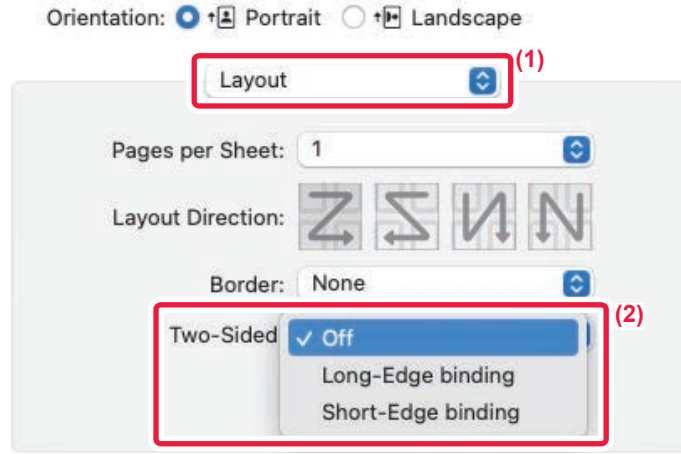 Orientation: Portrait Landscape
Layout (1)
Pages per Sheet: 1
Layout Direction:
Border: None
Two-Sided ✓ Off (2)
Long-Edge binding
Short-Edge binding